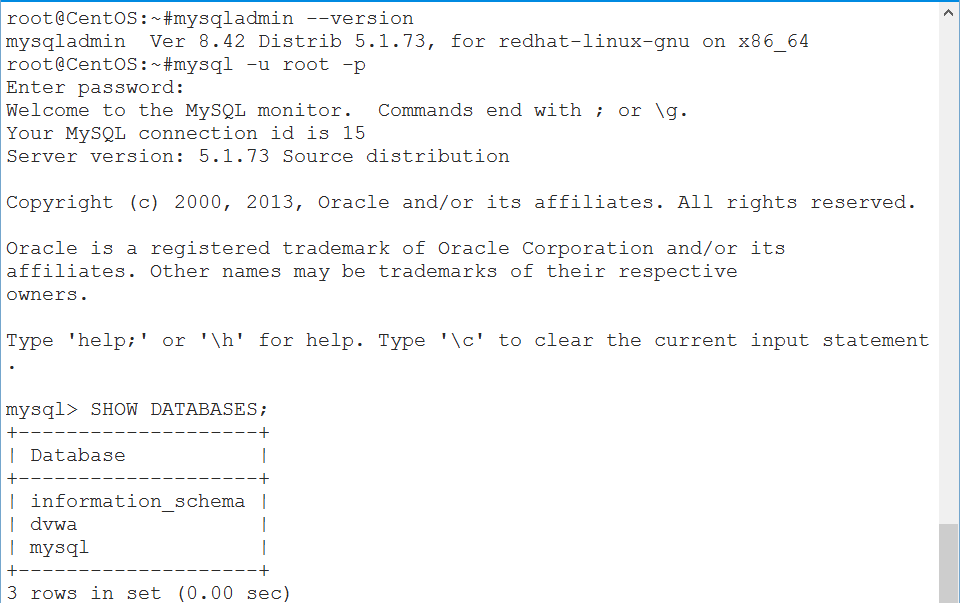 root@CentOS:~#mysqladmin --version
mysqladmin  Ver 8.42 Distrib 5.1.73, for redhat-linux-gnu on x86_64
root@CentOS:~#mysql -u root -p
Enter password:
Welcome to the MySQL monitor.  Commands end with ; or \g.
Your MySQL connection id is 15
Server version: 5.1.73 Source distribution

Copyright (c) 2000, 2013, Oracle and/or its affiliates. All rights reserved.

Oracle is a registered trademark of Oracle Corporation and/or its
affiliates. Other names may be trademarks of their respective
owners.

Type 'help;' or '\h' for help. Type '\c' to clear the current input statement
.

mysql> SHOW DATABASES;
+--------------------+
| Database           |
+--------------------+
| information_schema |
| dvwa               |
| mysql              |
+--------------------+
3 rows in set (0.00 sec)